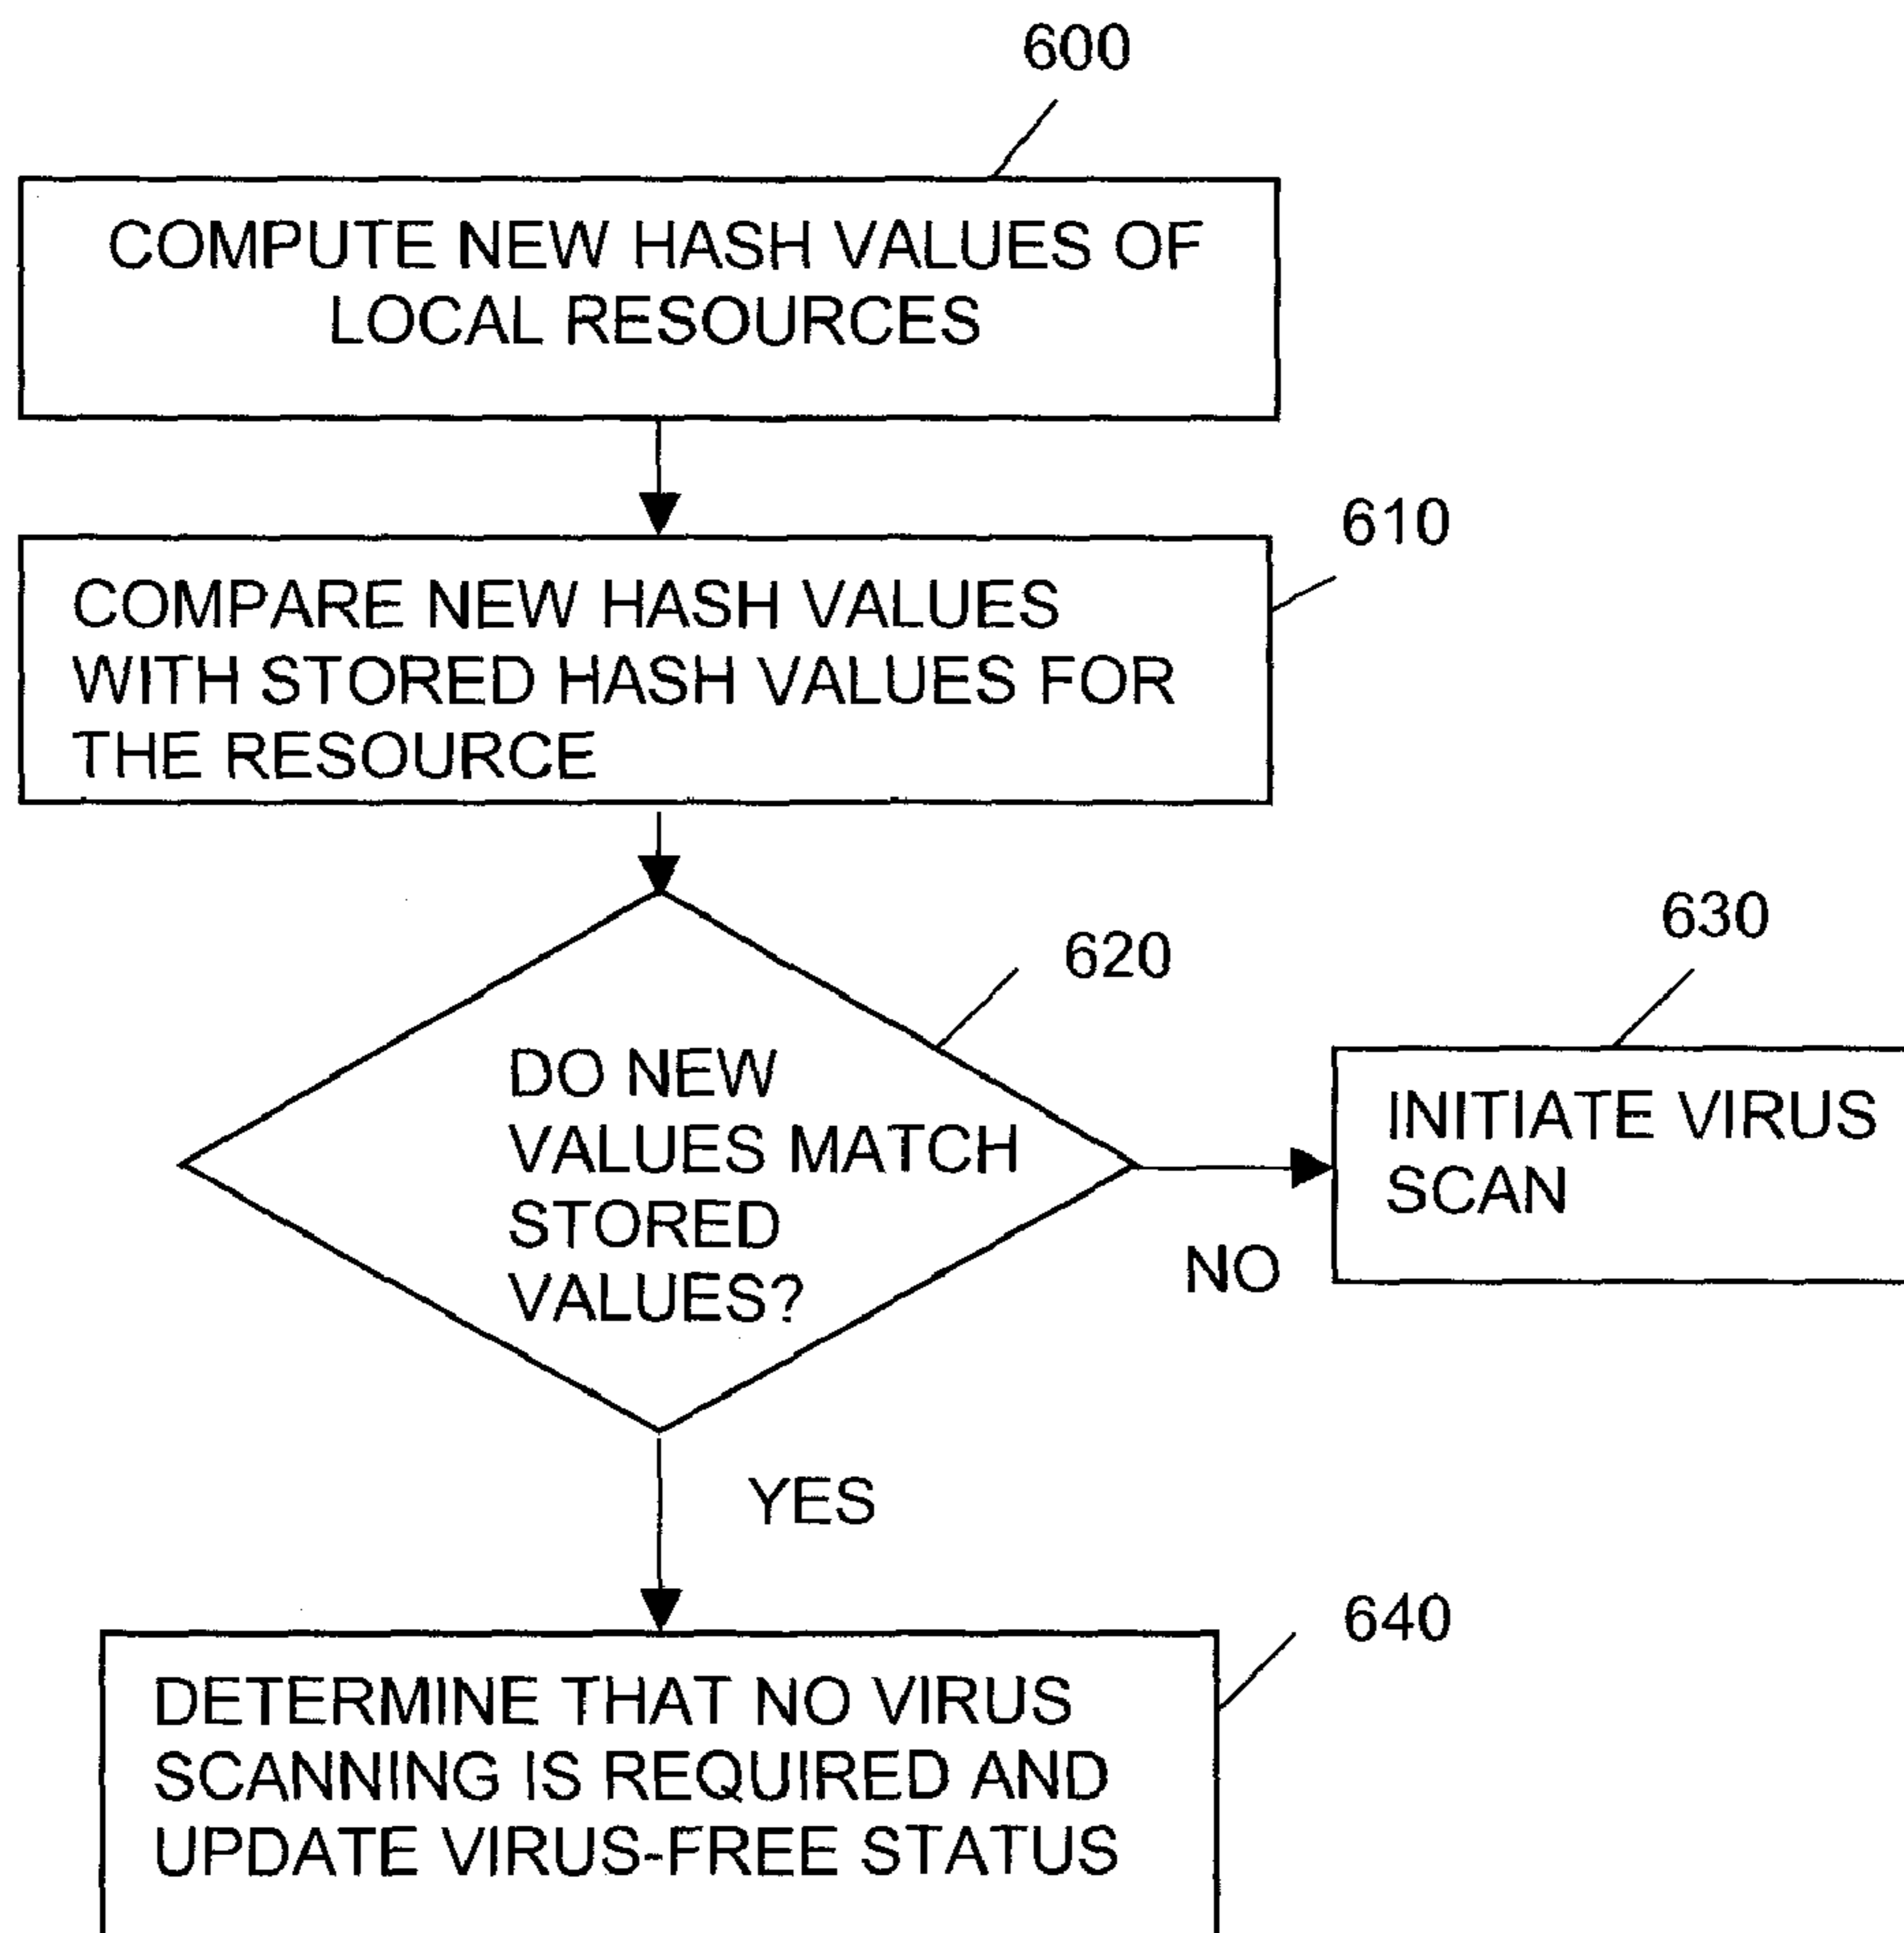 600
COMPUTE NEW HASH VALUES OF
LOCAL RESOURCES
610
COMPARE NEW HASH VALUES
WITH STORED HASH VALUES FOR
THE RESOURCE
620
DO NEW
VALUES MATCH
STORED
VALUES?
630
INITIATE VIRUS
SCAN
NO
YES
640
DETERMINE THAT NO VIRUS
SCANNING IS REQUIRED AND
UPDATE VIRUS-FREE STATUS